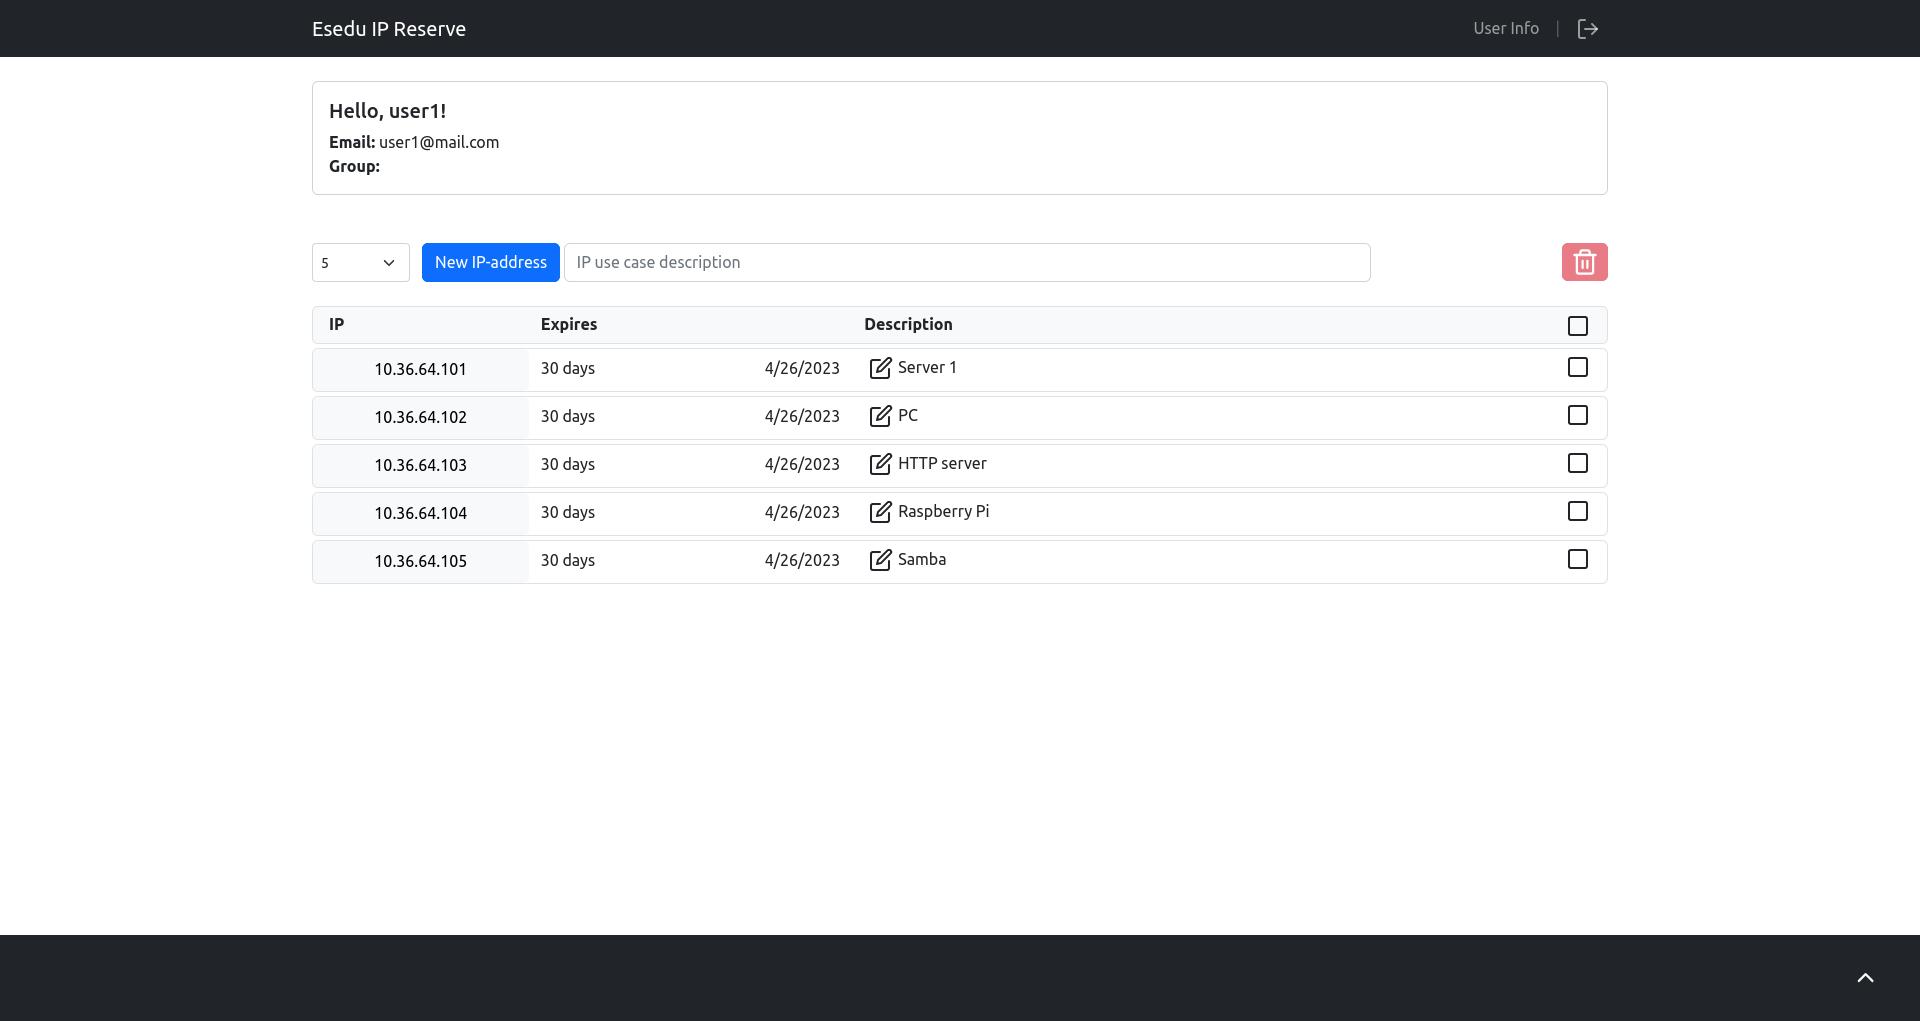 Esedu IP Reserve
User Info |
Hello, user1!
Email: user1@mail.com
Group:
5 New IP-address IP use case description
IP Expires Description
10.36.64.101 30 days 4/26/2023 Server 1
10.36.64.102 30 days 4/26/2023 PC
10.36.64.103 30 days 4/26/2023 HTTP server
10.36.64.104 30 days 4/26/2023 Raspberry Pi
10.36.64.105 30 days 4/26/2023 Samba